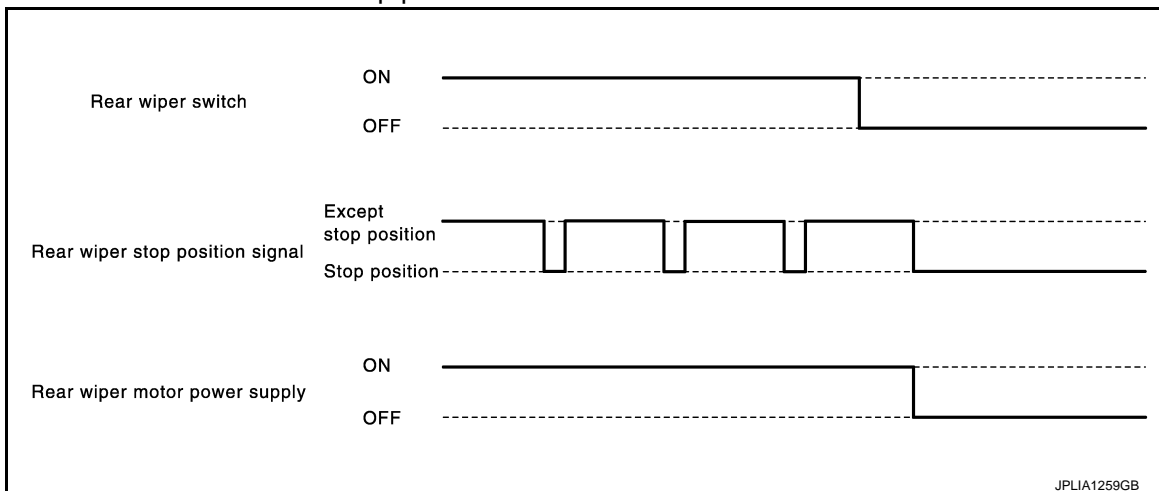 ON
Rear wiper switch
OFF
Except
stop position
Rear wiper stop position signal
Stop position
ON
Rear wiper motor power supply
OFF
JPLIA1259GB